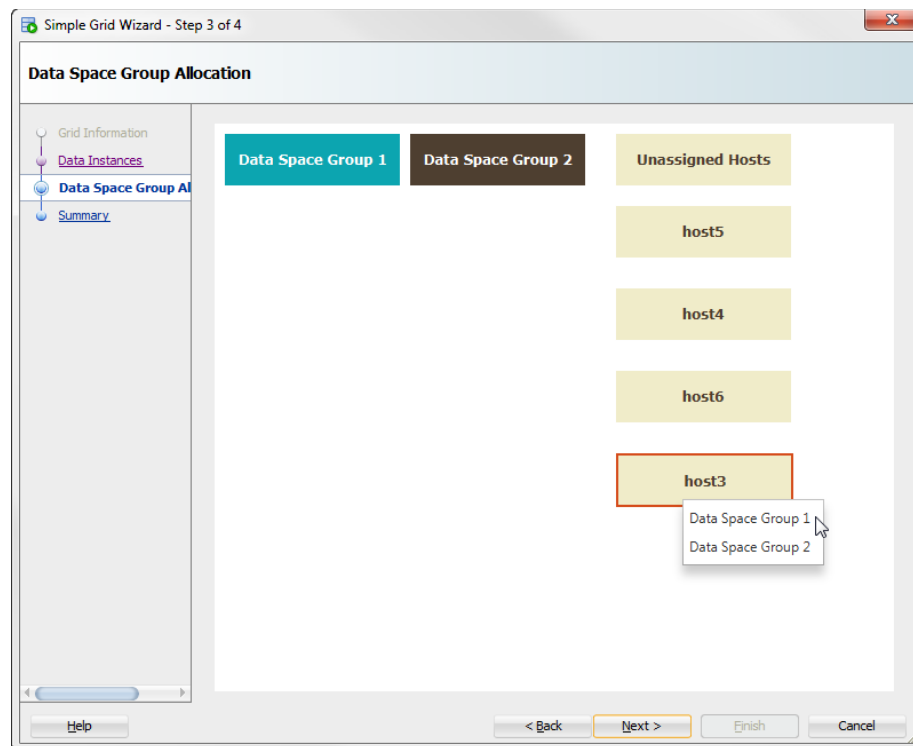 Simple Grid Wizard - Step 3 of 4
Data Space Group Allocation
Grid Information
Data Instances
Data Space Group Al
Summary
Data Space Group 1
Data Space Group 2
Unassigned Hosts
host5
host4
host6
host3
Data Space Group 1
Data Space Group 2
Help
< Back
Next >
Finish
Cancel